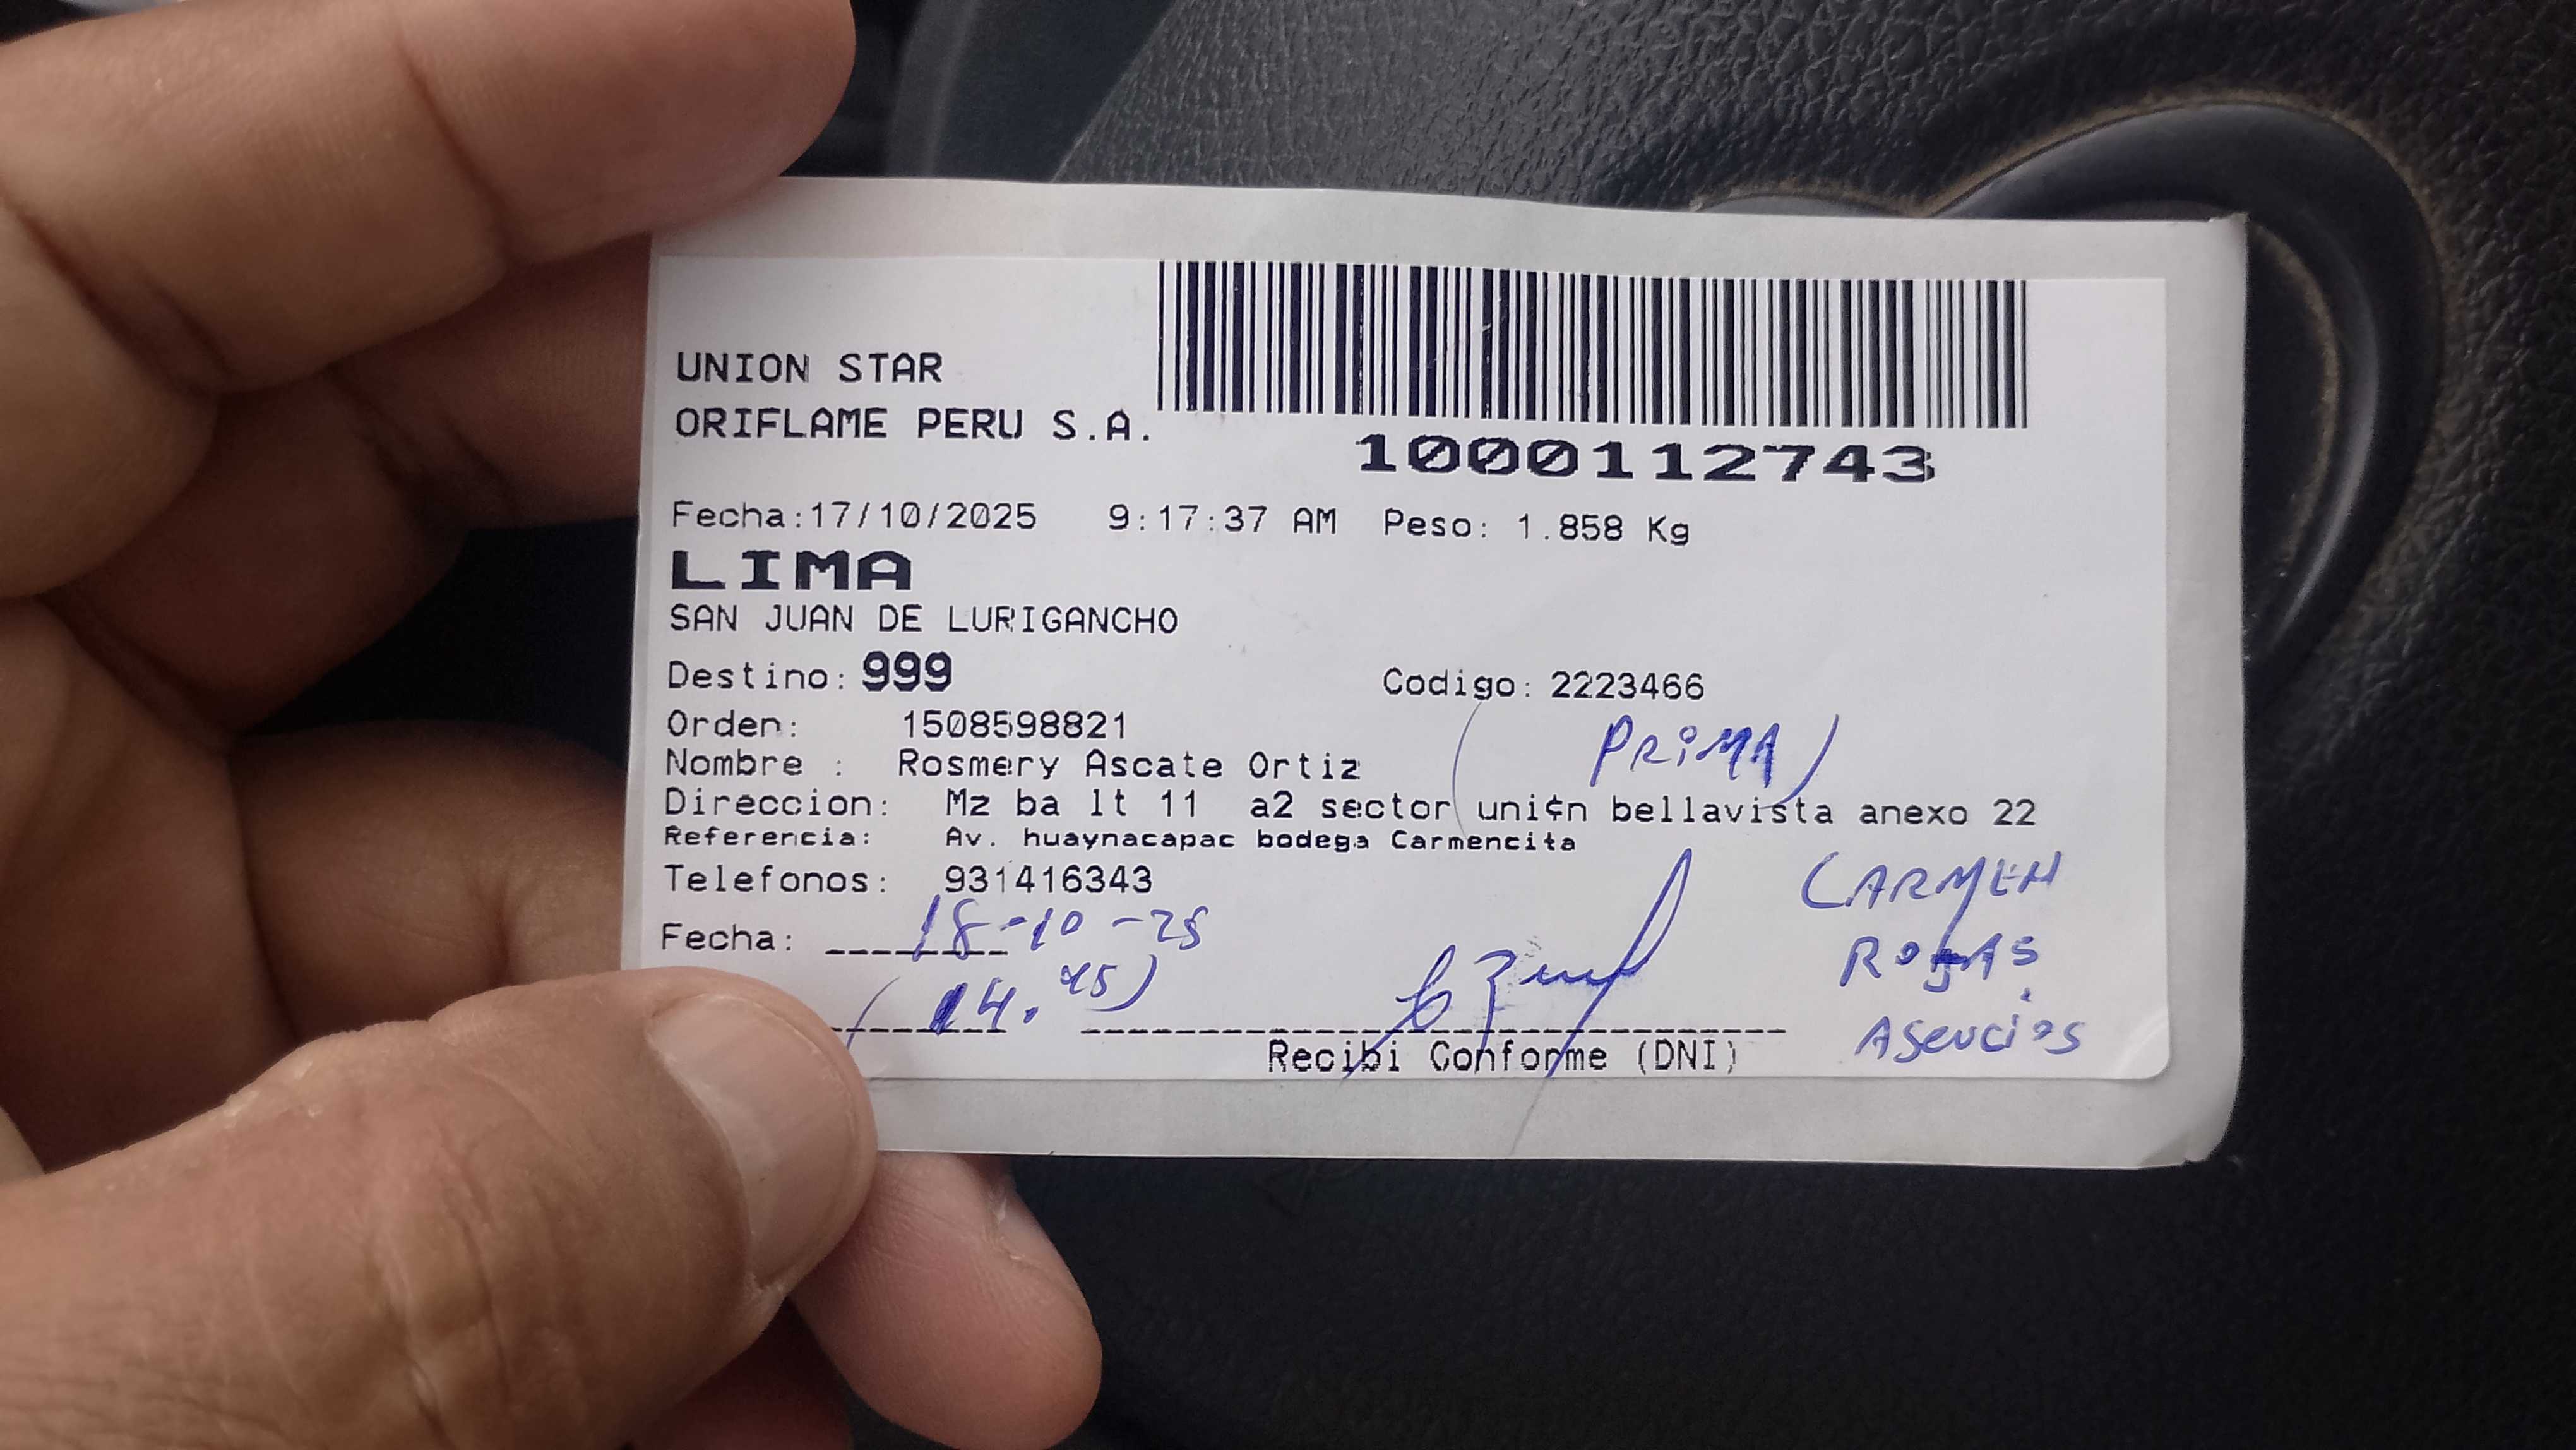 UNION STAR
ORIFLAME PERU S.A.
1000112743
Fecha:17/10/2025 9:17:37 AM Peso: 1.858 Kg
LIMA
SAN JUAN DE LURIGANCHO
Destino: 999 Codigo: 2223466
Orden: 1508598821
(PRiMA)
Nombre : Rosmery Ascate Ortiz
Direccion: Mz ba lt 11 a2 sector uni¢n bellavista anexo 22
Referencia: Av. huaynacapac bodega Carmencita
Telefonos: 931416343
CARMEN
Fecha: 18-10-25
ROJAS
(14.45)
Asencios
Recibi Conforme (DNI)